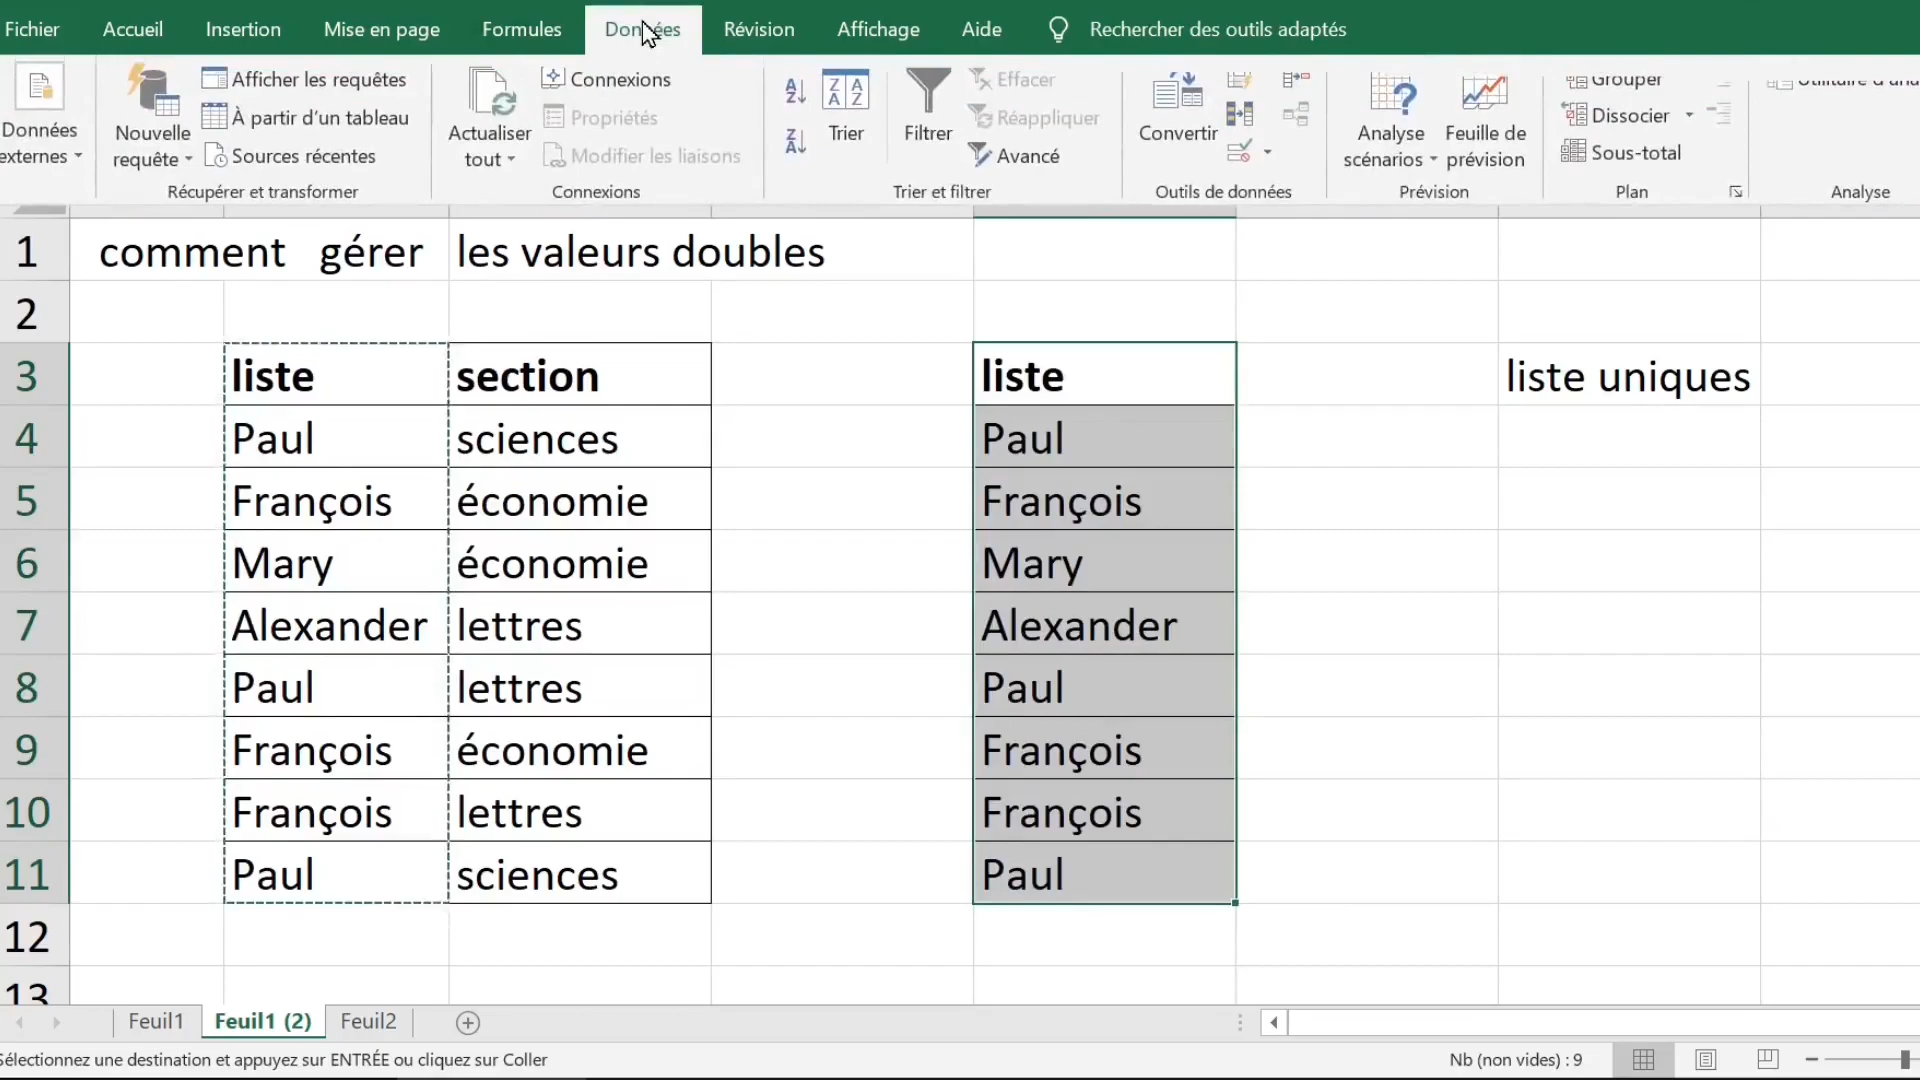 Fichier Accueil Insertion Mise en page Formules Données Révision Affichage Aide Rechercher des outils adaptés
Données externes
Nouvelle requête
Afficher les requêtes
À partir d'un tableau
Sources récentes
Récupérer et transformer
Actualiser tout
Connexions
Propriétés
Modifier les liaisons
Connexions
Trier
Filtrer
Effacer
Réappliquer
Avancé
Trier et filtrer
Convertir
Outils de données
Analyse scénarios
Feuille de prévision
Prévision
Grouper
Dissocier
Sous-total
Plan
Analyse
1 comment gérer les valeurs doubles
2
3 liste section liste liste uniques
4 Paul sciences Paul
5 François économie François
6 Mary économie Mary
7 Alexander lettres Alexander
8 Paul lettres Paul
9 François économie François
10 François lettres François
11 Paul sciences Paul
12
13
Feuil1 Feuil1 (2) Feuil2
Sélectionnez une destination et appuyez sur ENTRÉE ou cliquez sur Coller Nb (non vides) : 9